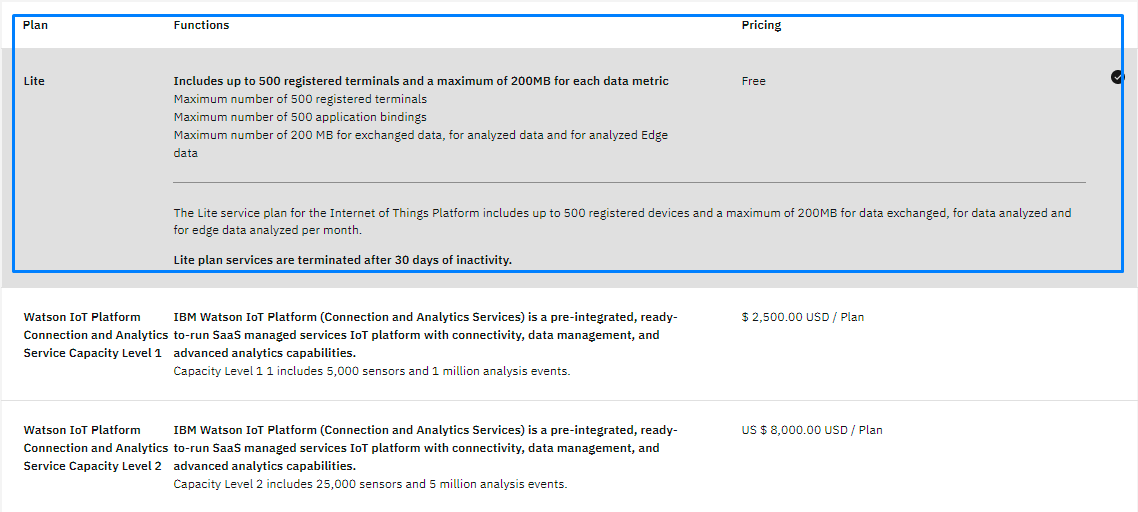 Plan Functions Pricing
Lite Includes up to 500 registered terminals and a maximum of 200MB for each data metric Free
Maximum number of 500 registered terminals
Maximum number of 500 application bindings
Maximum number of 200 MB for exchanged data, for analyzed data and for analyzed Edge
data
The Lite service plan for the Internet of Things Platform includes up to 500 registered devices and a maximum of 200MB for data exchanged, for data analyzed and
for edge data analyzed per month.
Lite plan services are terminated after 30 days of inactivity.
Watson IoT Platform IBM Watson IoT Platform (Connection and Analytics Services) is a pre-integrated, ready- $ 2,500.00 USD / Plan
Connection and Analytics to-run SaaS managed services IoT platform with connectivity, data management, and
Service Capacity Level 1 advanced analytics capabilities.
Capacity Level 1 1 includes 5,000 sensors and 1 million analysis events.
Watson IoT Platform IBM Watson IoT Platform (Connection and Analytics Services) is a pre-integrated, ready- US $ 8,000.00 USD / Plan
Connection and Analytics to-run SaaS managed services IoT platform with connectivity, data management, and
Service Capacity Level 2 advanced analytics capabilities.
Capacity Level 2 includes 25,000 sensors and 5 million analysis events.